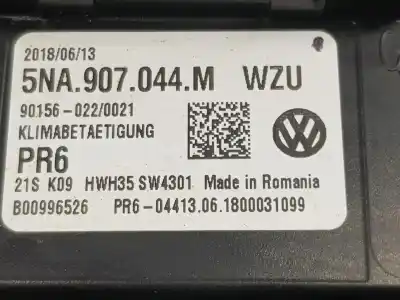 2018/06/13
5NA.907.044.M WZU
90156-022/0021
KLIMABETAETIGUNG
PR6
21S K09 HWH35 SW4301 Made in Romania
B00996526 PR6-04413.06.1800031099